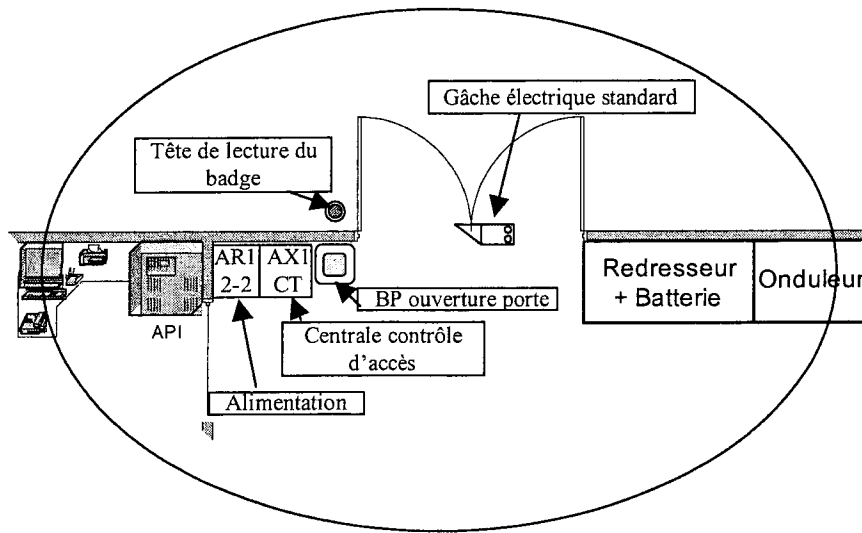 Gâche électrique standard
Tête de lecture du
badge
AR1
2-2
AX1
CT
BP ouverture porte
Redresseur
+ Batterie
Onduleur
API
Centrale contrôle
d'accès
Alimentation